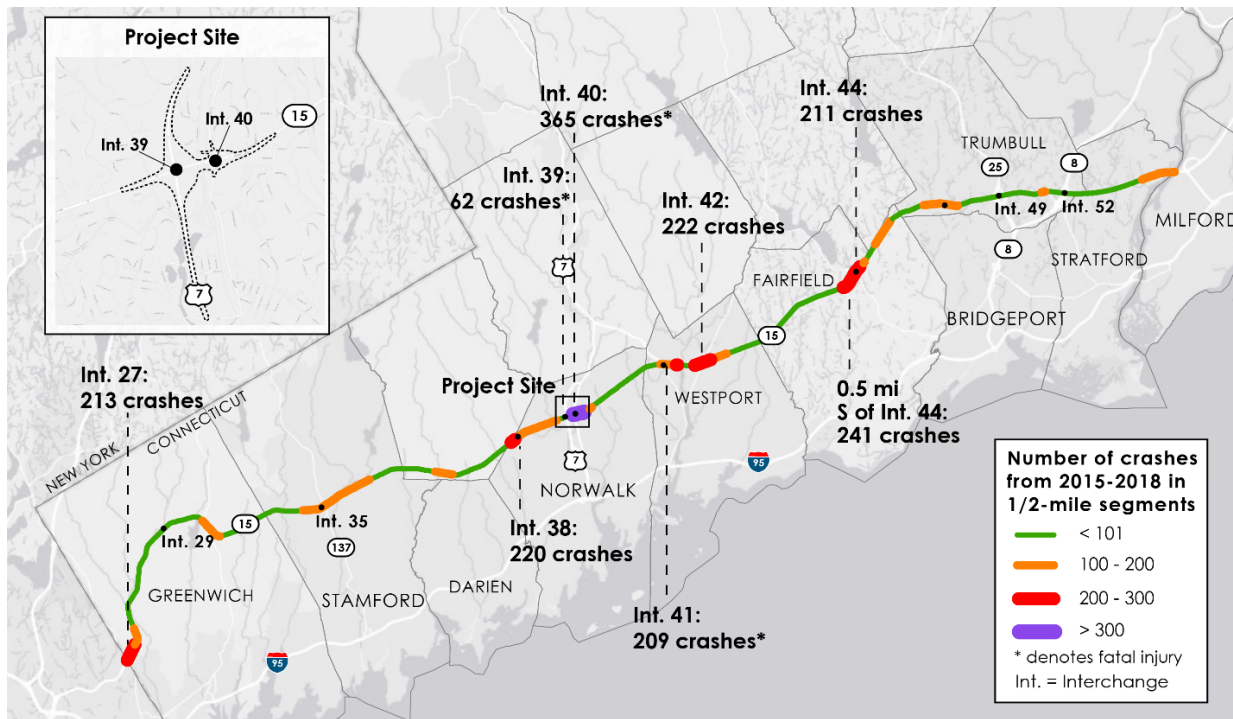 Project Site
Int. 40
15
Int. 39
7
Int. 40:
365 crashes*
Int. 39:
62 crashes*
7
Int. 44:
211 crashes
Int. 42:
222 crashes
TRUMBULL
25
8
Int. 49
Int. 52
MILFORD
8
STRATFORD
FAIRFIELD
BRIDGEPORT
15
Int. 27:
213 crashes
Project Site
WESTPORT
0.5 mi
S of Int. 44:
241 crashes
NEW YORK
CONNECTICUT
95
7
NORWALK
15
Int. 29
Int. 35
137
Int. 38:
220 crashes
GREENWICH
STAMFORD
DARIEN
Int. 41:
209 crashes*
95
Number of crashes
from 2015-2018 in
1/2-mile segments
< 101
100 - 200
200 - 300
> 300
* denotes fatal injury
Int. = Interchange